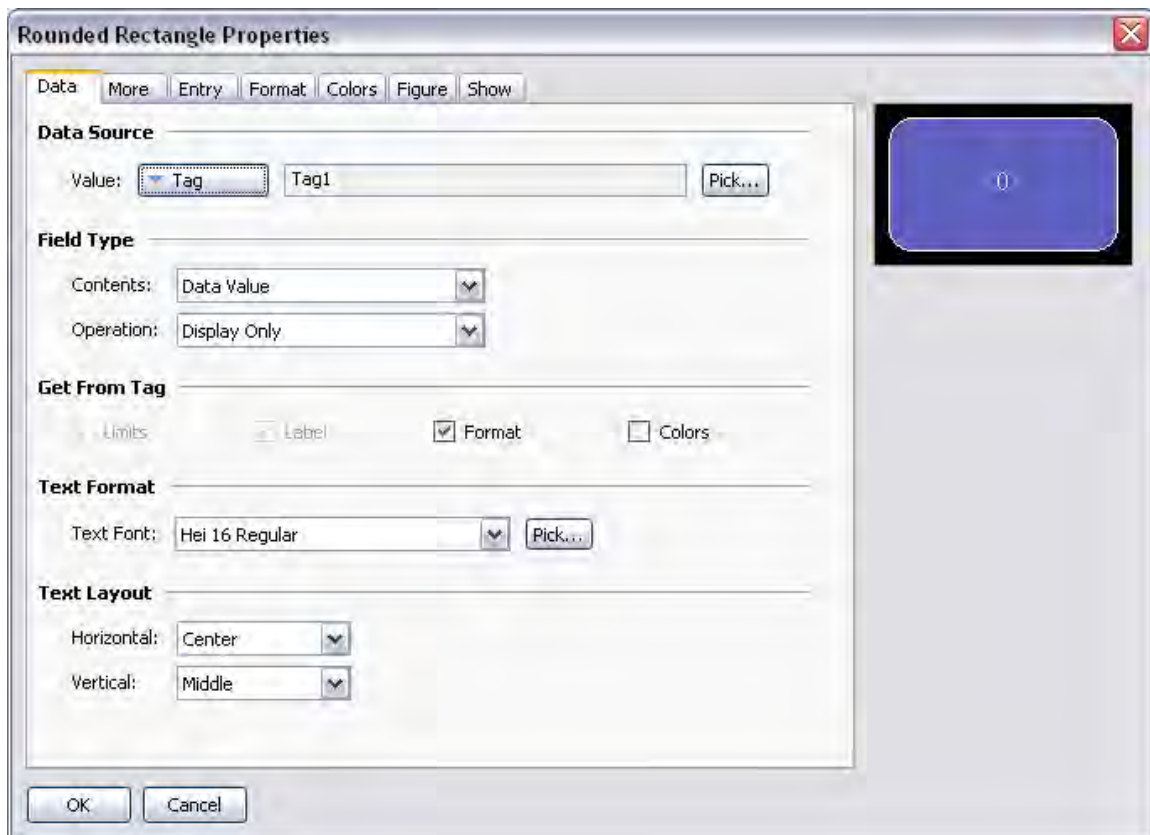 Rounded Rectangle Properties
Data More Entry Format Colors Figure Show
Data Source
Value: Tag Tag1 Pick...
0
Field Type
Contents: Data Value
Operation: Display Only
Get From Tag
Limits Label Format Colors
Text Format
Text Font: Hei 16 Regular Pick...
Text Layout
Horizontal: Center
Vertical: Middle
OK Cancel